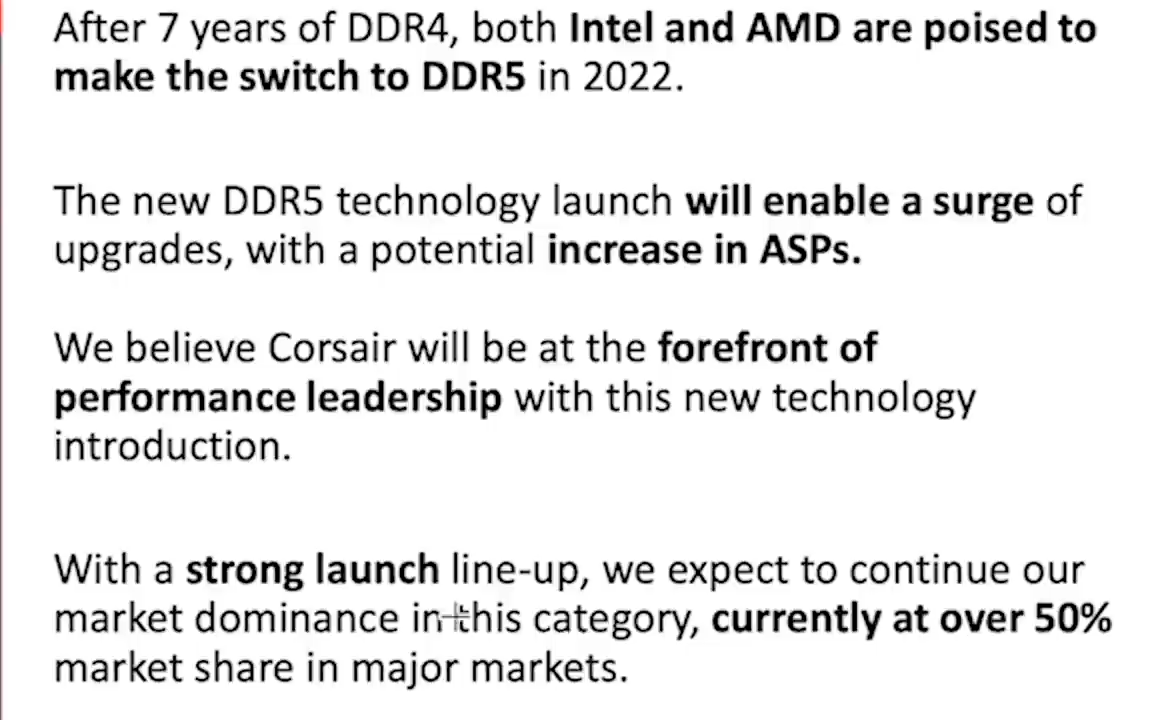 After 7 years of DDR4, both Intel and AMD are poised to
make the switch to DDR5 in 2022.
The new DDR5 technology launch will enable a surge of
upgrades, with a potential increase in ASPs.
We believe Corsair will be at the forefront of
performance leadership with this new technology
introduction.
With a strong launch line-up, we expect to continue our
market dominance in this category, currently at over 50%
market share in major markets.